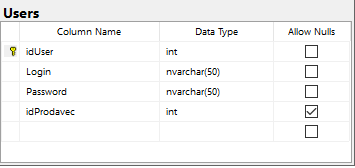 Users
Column Name Data Type Allow Nulls
idUser int
Login nvarchar(50)
Password nvarchar(50)
idProdavec int